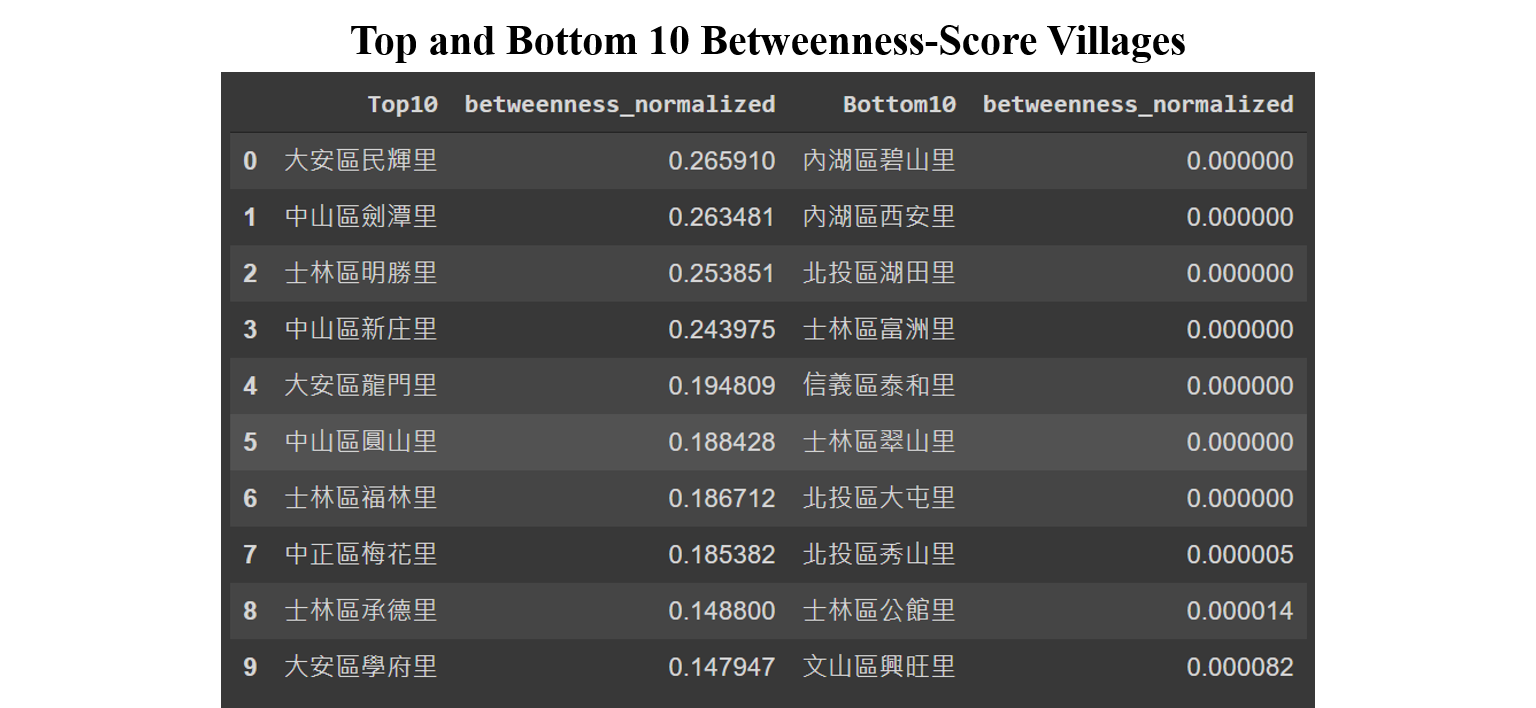 Top and Bottom 10 Betweenness-Score Villages
Top10 betweenness_normalized Bottom10 betweenness_normalized
0 大安區民輝里 0.265910 內湖區碧山里 0.000000
1 中山區劍潭里 0.263481 內湖區西安里 0.000000
2 士林區明勝里 0.253851 北投區湖田里 0.000000
3 中山區新庄里 0.243975 士林區富洲里 0.000000
4 大安區龍門里 0.194809 信義區泰和里 0.000000
5 中山區圓山里 0.188428 士林區翠山里 0.000000
6 士林區福林里 0.186712 北投區大屯里 0.000000
7 中正區梅花里 0.185382 北投區秀山里 0.000005
8 士林區承德里 0.148800 士林區公館里 0.000014
9 大安區學府里 0.147947 文山區興旺里 0.000082